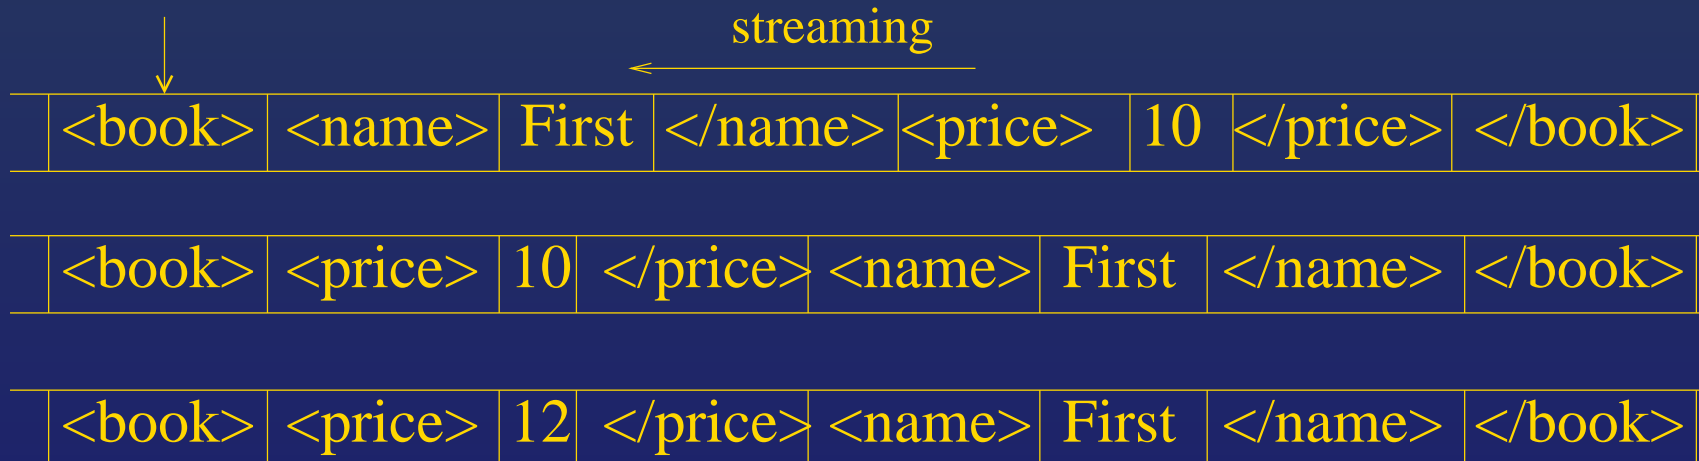 streaming
<book> <name> First </name> <price> 10 </price> </book>
<book> <price> 10 </price> <name> First </name> </book>
<book> <price> 12 </price> <name> First </name> </book>